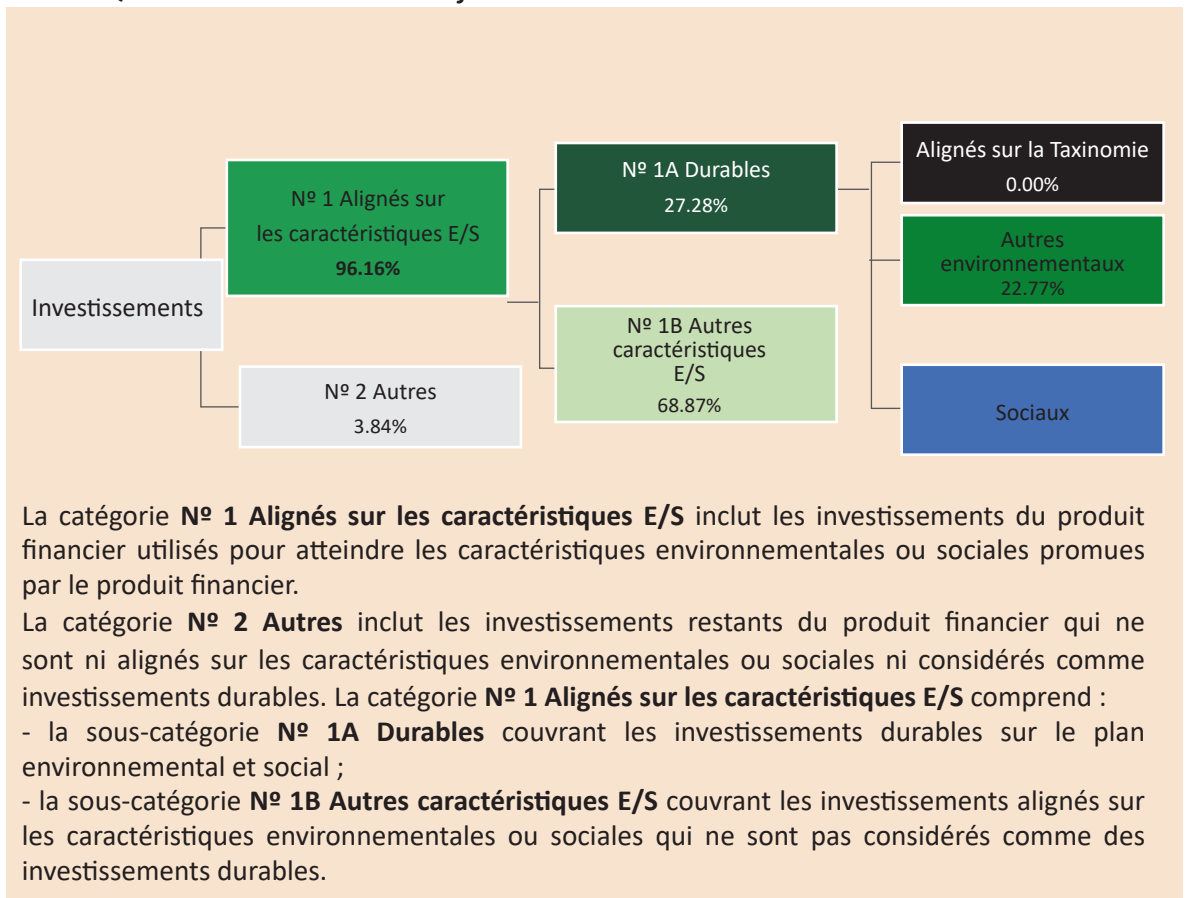 Investissements
Nº 1 Alignés sur
les caractéristiques E/S
96.16%
Nº 2 Autres
3.84%
Nº 1A Durables
27.28%
Nº 1B Autres
caractéristiques
E/S
68.87%
Alignés sur la Taxinomie
0.00%
Autres
environnementaux
22.77%
Sociaux
La catégorie Nº 1 Alignés sur les caractéristiques E/S inclut les investissements du produit
financier utilisés pour atteindre les caractéristiques environnementales ou sociales promues
par le produit financier.
La catégorie Nº 2 Autres inclut les investissements restants du produit financier qui ne
sont ni alignés sur les caractéristiques environnementales ou sociales ni considérés comme
investissements durables. La catégorie Nº 1 Alignés sur les caractéristiques E/S comprend :
- la sous-catégorie Nº 1A Durables couvrant les investissements durables sur le plan
environnemental et social ;
- la sous-catégorie Nº 1B Autres caractéristiques E/S couvrant les investissements alignés sur
les caractéristiques environnementales ou sociales qui ne sont pas considérés comme des
investissements durables.